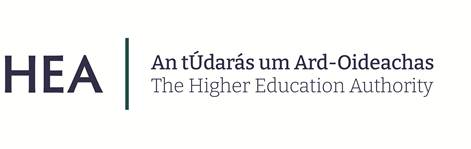 HEA
An tÚdarás um Ard-Oideachas
The Higher Education Authority